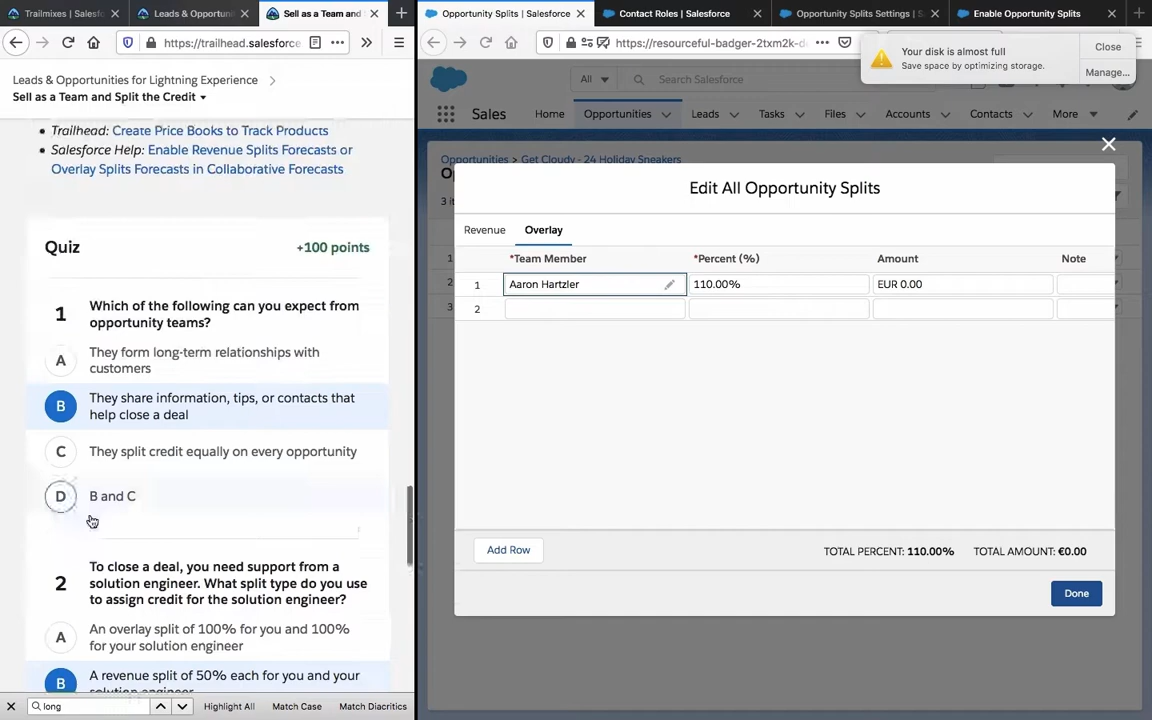 Trailmixes | Salesf
Leads & Opportun
Sell as a Team and
https://trailhead.salesforce
Leads & Opportunities for Lightning Experience
Sell as a Team and Split the Credit
Trailhead: Create Price Books to Track Products
Salesforce Help: Enable Revenue Splits Forecasts or
Overlay Splits Forecasts in Collaborative Forecasts
Quiz
+100 points
1
Which of the following can you expect from
opportunity teams?
A
They form long-term relationships with
customers
B
They share information, tips, or contacts that
help close a deal
C
They split credit equally on every opportunity
D
B and C
2
To close a deal, you need support from a
solution engineer. What split type do you use
to assign credit for the solution engineer?
A
An overlay split of 100% for you and 100%
for your solution engineer
B
A revenue split of 50% each for you and your
solution engineer
long
Highlight All
Match Case
Match Diacritics
Opportunity Splits | Salesforce
Contact Roles | Salesforce
Opportunity Splits Settings | S
Enable Opportunity Splits
https://resourceful-badger-2txm2k-d
Your disk is almost full
Save space by optimizing storage.
Close
Manage...
All
Search Salesforce
Sales
Home
Opportunities
Leads
Tasks
Files
Accounts
Contacts
More
Opportunities > Get Cloudy - 24 Holiday Sneakers
Edit All Opportunity Splits
Revenue
Overlay
*Team Member
*Percent (%)
Amount
Note
1
Aaron Hartzler
110.00%
EUR 0.00
2
Add Row
TOTAL PERCENT: 110.00%
TOTAL AMOUNT: €0.00
Done